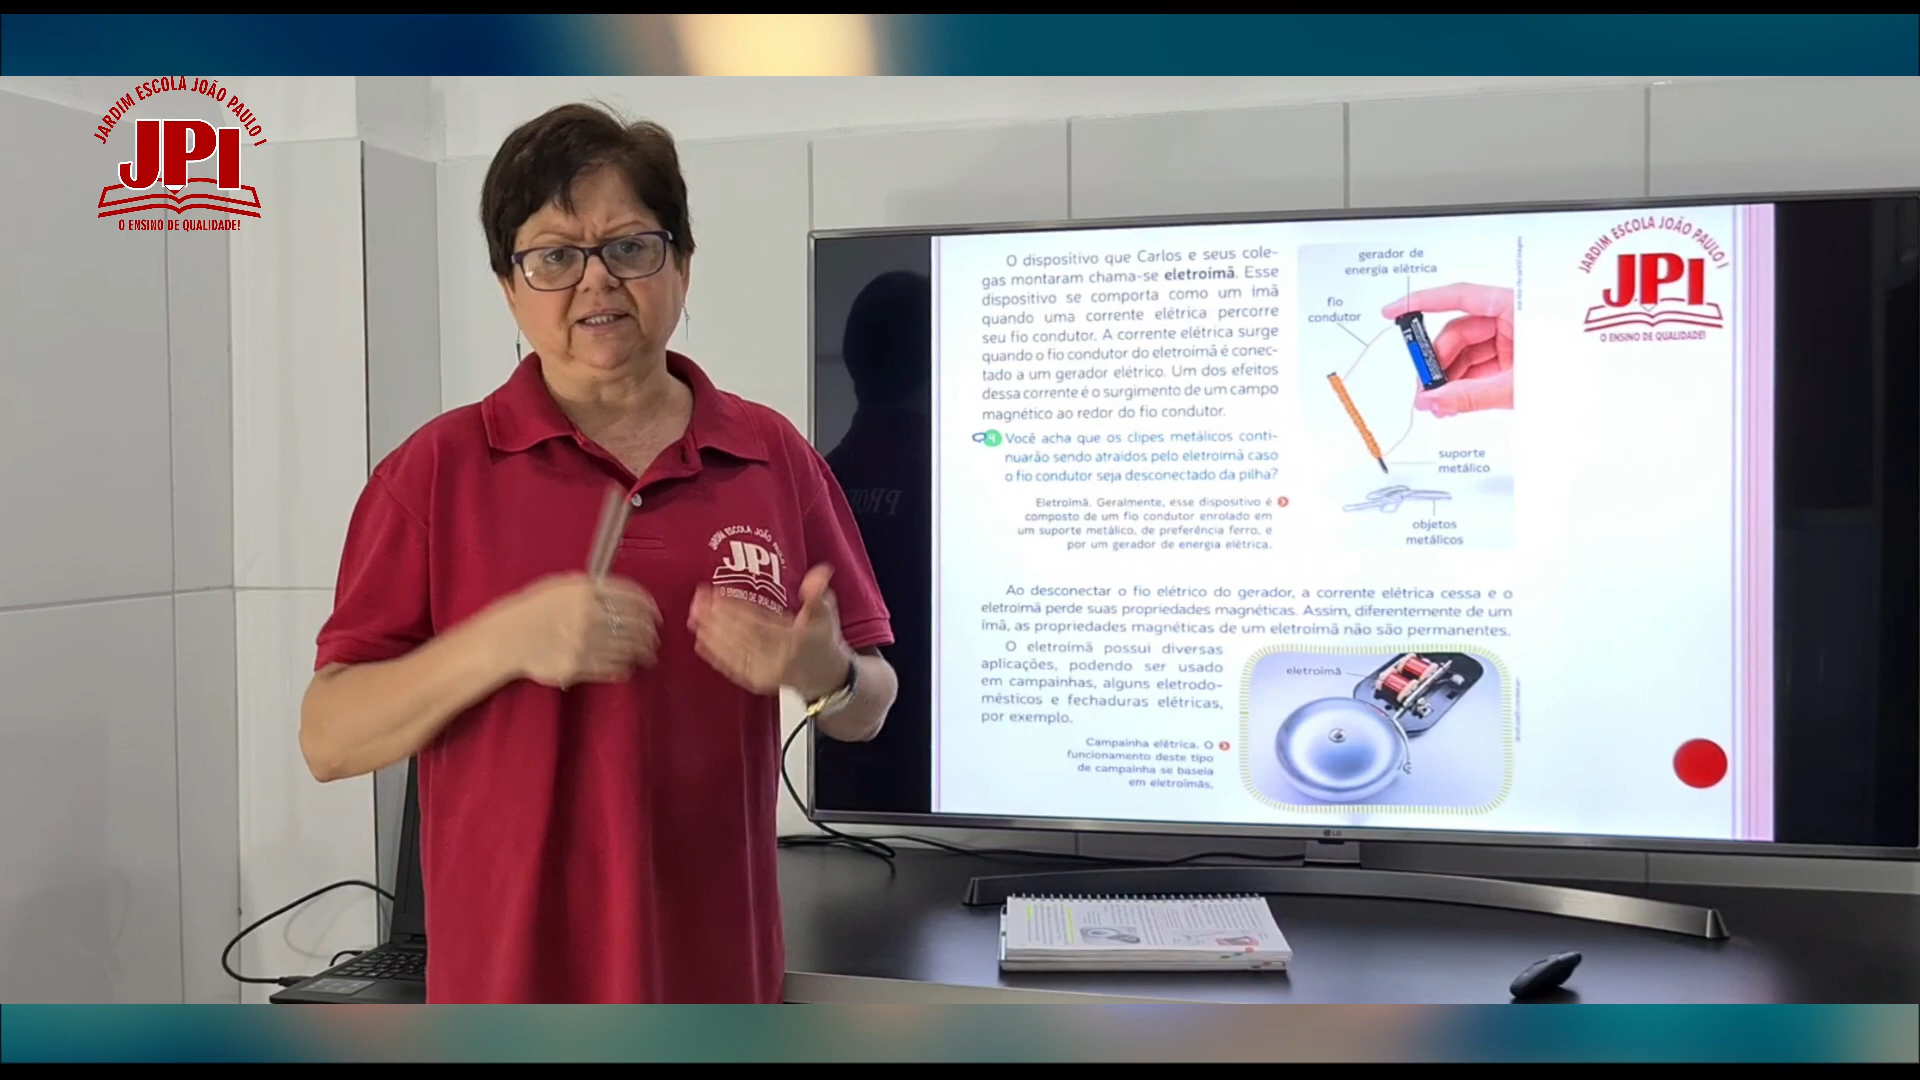 JARDIM ESCOLA JOÃO PAULO I
JPI
O ENSINO DE QUALIDADE!
JARDIM ESCOLA JOÃO PAULO I
JPI
O ENSINO DE QUALIDADE!
O dispositivo que Carlos e seus cole-
gas montaram chama-se eletroímã. Esse
dispositivo se comporta como um ímã
quando uma corrente elétrica percorre
seu fio condutor. A corrente elétrica surge
quando o fio condutor do eletroímã é conec-
tado a um gerador elétrico. Um dos efeitos
dessa corrente é o surgimento de um campo
magnético ao redor do fio condutor.
4 Você acha que os clipes metálicos conti-
nuarão sendo atraídos pelo eletroímã caso
o fio condutor seja desconectado da pilha?
Eletroímã. Geralmente, esse dispositivo é
composto de um fio condutor enrolado em
um suporte metálico, de preferência ferro, e
por um gerador de energia elétrica.
gerador de
energia elétrica
fio
condutor
suporte
metálico
objetos
metálicos
Ao desconectar o fio elétrico do gerador, a corrente elétrica cessa e o
eletroímã perde suas propriedades magnéticas. Assim, diferentemente de um
ímã, as propriedades magnéticas de um eletroímã não são permanentes.
O eletroímã possui diversas
aplicações, podendo ser usado
em campainhas, alguns eletrodo-
mésticos e fechaduras elétricas,
por exemplo.
eletroímã
Campainha elétrica. O
funcionamento deste tipo
de campainha se baseia
em eletroímãs.
JARDIM ESCOLA JOÃO PAULO I
JPI
O ENSINO DE QUALIDADE!
LG